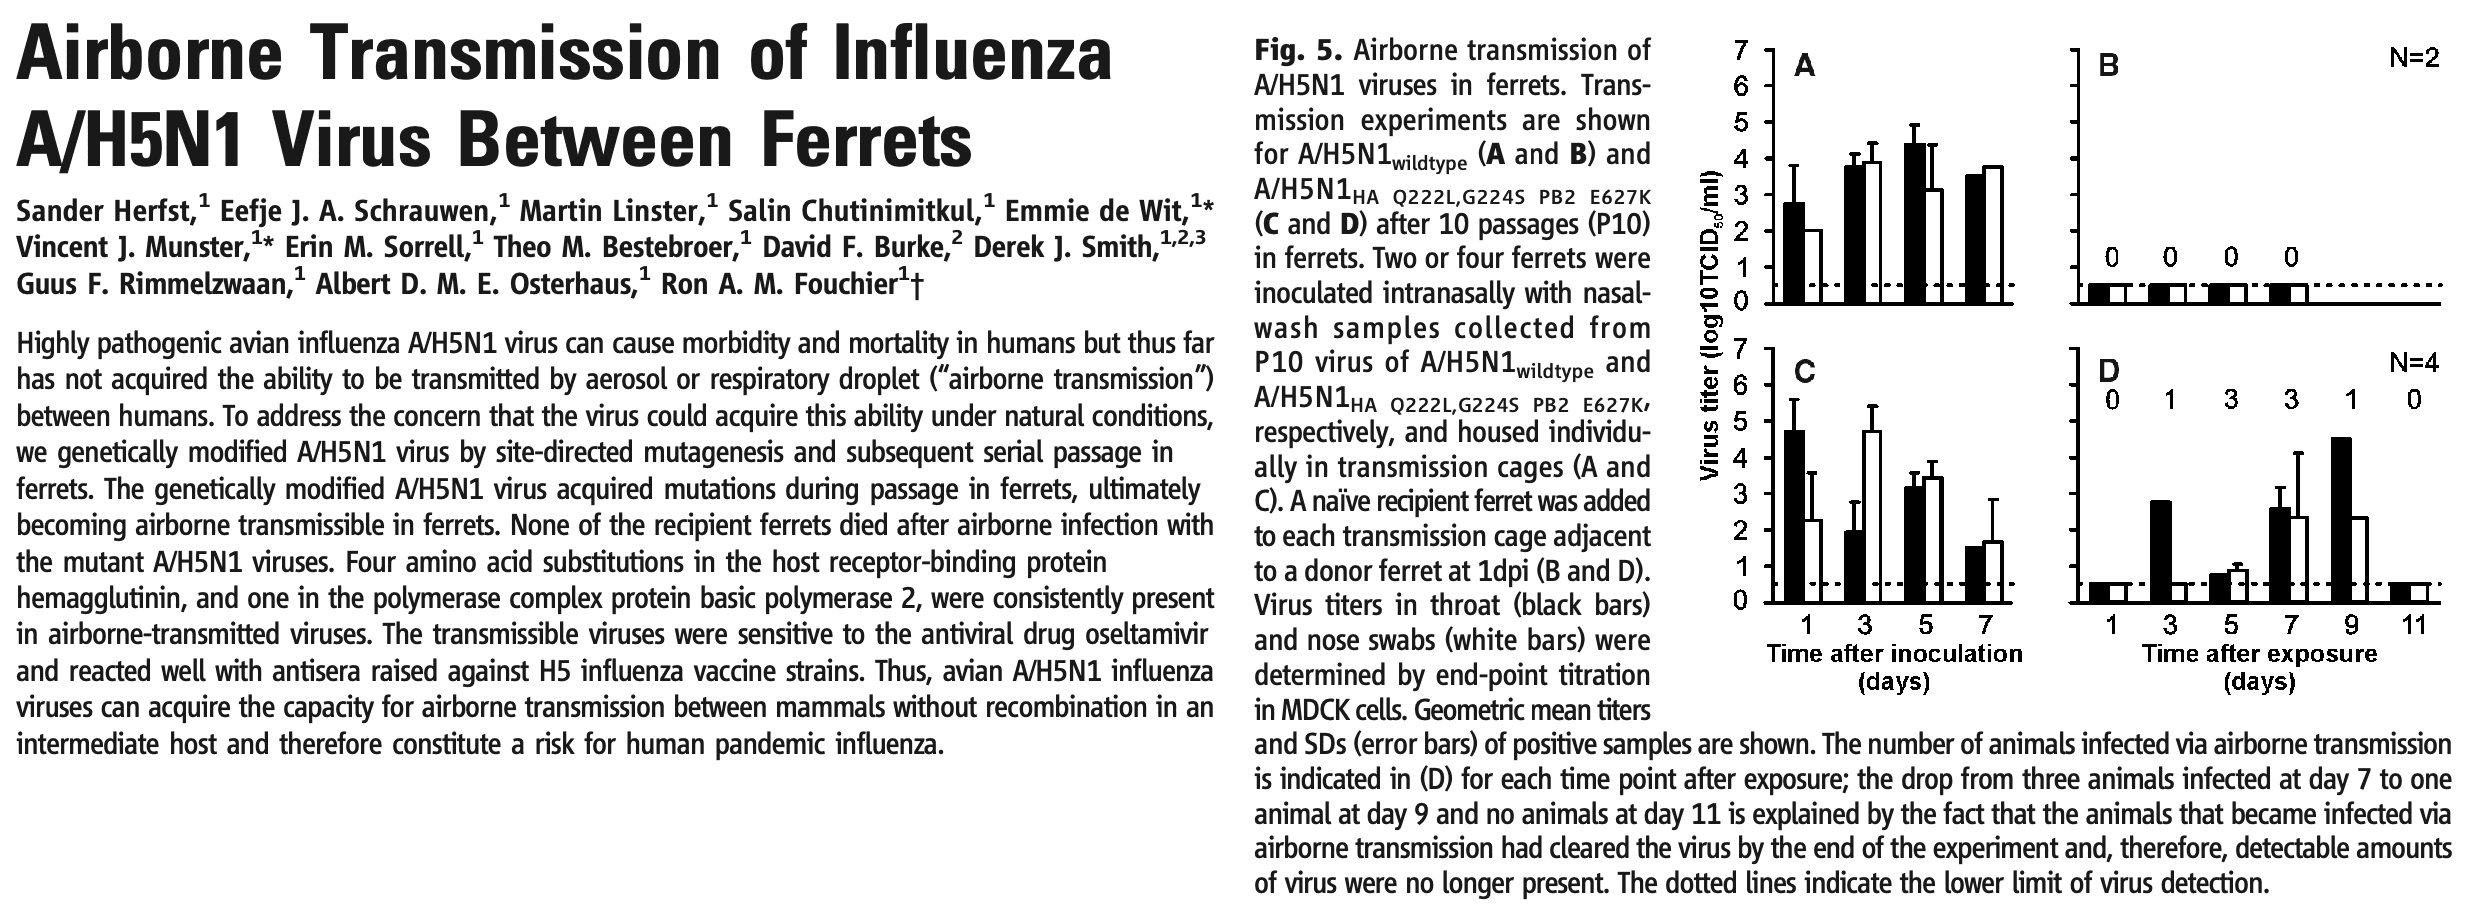 Airborne Transmission of Influenza
A/H5N1 Virus Between Ferrets
Sander Herfst,1 Eefje J. A. Schrauwen,1 Martin Linster,1 Salin Chutinimitkul,1 Emmie de Wit,1*
Vincent J. Munster,1* Erin M. Sorrell,1 Theo M. Bestebroer,1 David F. Burke,2 Derek J. Smith,1,2,3
Guus F. Rimmelzwaan,1 Albert D. M. E. Osterhaus,1 Ron A. M. Fouchier1†
Highly pathogenic avian influenza A/H5N1 virus can cause morbidity and mortality in humans but thus far
has not acquired the ability to be transmitted by aerosol or respiratory droplet (“airborne transmission”)
between humans. To address the concern that the virus could acquire this ability under natural conditions,
we genetically modified A/H5N1 virus by site-directed mutagenesis and subsequent serial passage in
ferrets. The genetically modified A/H5N1 virus acquired mutations during passage in ferrets, ultimately
becoming airborne transmissible in ferrets. None of the recipient ferrets died after airborne infection with
the mutant A/H5N1 viruses. Four amino acid substitutions in the host receptor-binding protein
hemagglutinin, and one in the polymerase complex protein basic polymerase 2, were consistently present
in airborne-transmitted viruses. The transmissible viruses were sensitive to the antiviral drug oseltamivir
and reacted well with antisera raised against H5 influenza vaccine strains. Thus, avian A/H5N1 influenza
viruses can acquire the capacity for airborne transmission between mammals without recombination in an
intermediate host and therefore constitute a risk for human pandemic influenza.
Fig. 5. Airborne transmission of
A/H5N1 viruses in ferrets. Trans-
mission experiments are shown
for A/H5N1wildtype (A and B) and
A/H5N1HA Q222L,G224S PB2 E627K
(C and D) after 10 passages (P10)
in ferrets. Two or four ferrets were
inoculated intranasally with nasal-
wash samples collected from
P10 virus of A/H5N1wildtype and
A/H5N1HA Q222L,G224S PB2 E627K,
respectively, and housed individu-
ally in transmission cages (A and
C). A naïve recipient ferret was added
to each transmission cage adjacent
to a donor ferret at 1dpi (B and D).
Virus titers in throat (black bars)
and nose swabs (white bars) were
determined by end-point titration
in MDCK cells. Geometric mean titers
and SDs (error bars) of positive samples are shown. The number of animals infected via airborne transmission
is indicated in (D) for each time point after exposure; the drop from three animals infected at day 7 to one
animal at day 9 and no animals at day 11 is explained by the fact that the animals that became infected via
airborne transmission had cleared the virus by the end of the experiment and, therefore, detectable amounts
of virus were no longer present. The dotted lines indicate the lower limit of virus detection.
Virus titer (log10TCID50/ml)
A
7
6
5
4
3
2
1
0
B
N=2
0 0 0 0
C
7
6
5
4
3
2
1
0
1 3 5 7
Time after inoculation
(days)
D
N=4
0 1 3 3 1 0
1 3 5 7 9 11
Time after exposure
(days)